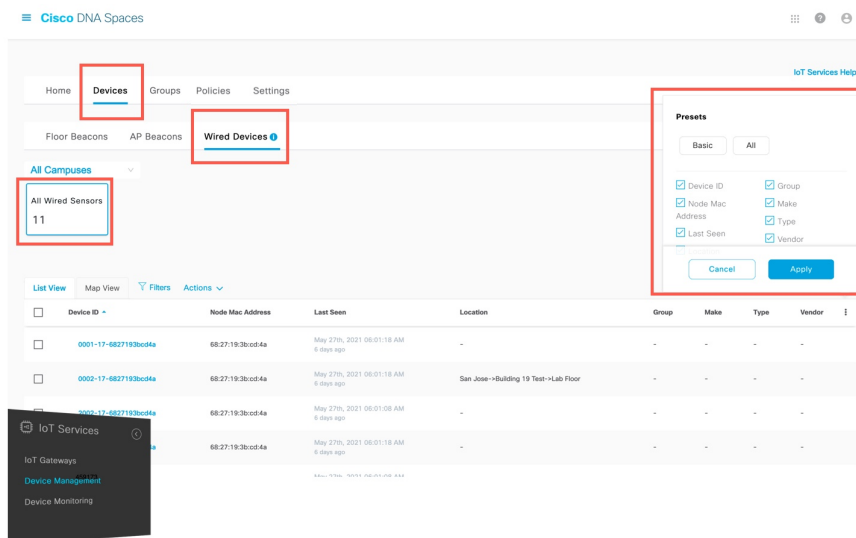 Cisco DNA Spaces
IoT Services Help
Home Devices Groups Policies Settings
Floor Beacons AP Beacons Wired Devices
All Campuses
All Wired Sensors
11
Presets
Basic All
Device ID Group
Node Mac Address Make
Type
Last Seen Vendor
Cancel Apply
List View Map View Filters Actions
Device ID Node Mac Address Last Seen Location Group Make Type Vendor
0001-17-6827193bcd4a 68:27:19:3b:cd:4a May 27th, 2021 06:01:18 AM - - - - -
6 days ago
0002-17-6827193bcd4a 68:27:19:3b:cd:4a May 27th, 2021 06:01:18 AM San Jose->Building 19 Test->Lab Floor - - - -
6 days ago
2002-17-6827193bcd4a 68:27:19:3b:cd:4a May 27th, 2021 06:01:08 AM - - - - -
6 days ago
4a 68:27:19:3b:cd:4a May 27th, 2021 06:01:18 AM - - - - -
6 days ago
IoT Services
IoT Gateways
Device Management
Device Monitoring